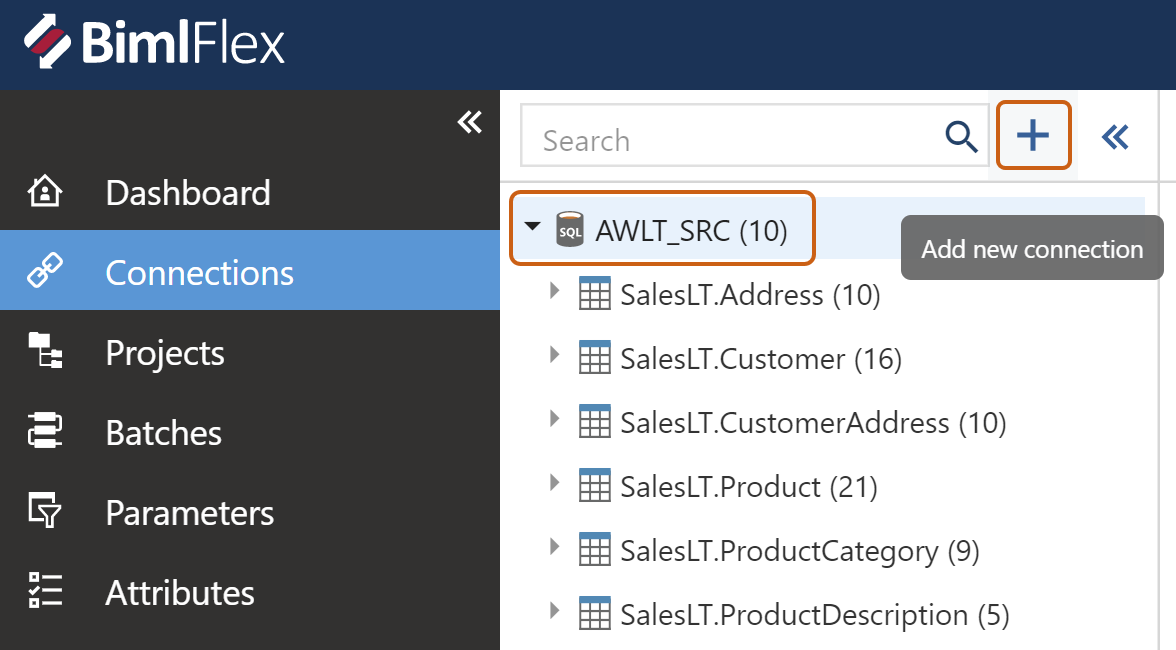 BimlFlex
Search
Dashboard
Connections
Projects
Batches
Parameters
Attributes
SQL AWLT_SRC (10)
Add new connection
SalesLT.Address (10)
SalesLT.Customer (16)
SalesLT.CustomerAddress (10)
SalesLT.Product (21)
SalesLT.ProductCategory (9)
SalesLT.ProductDescription (5)